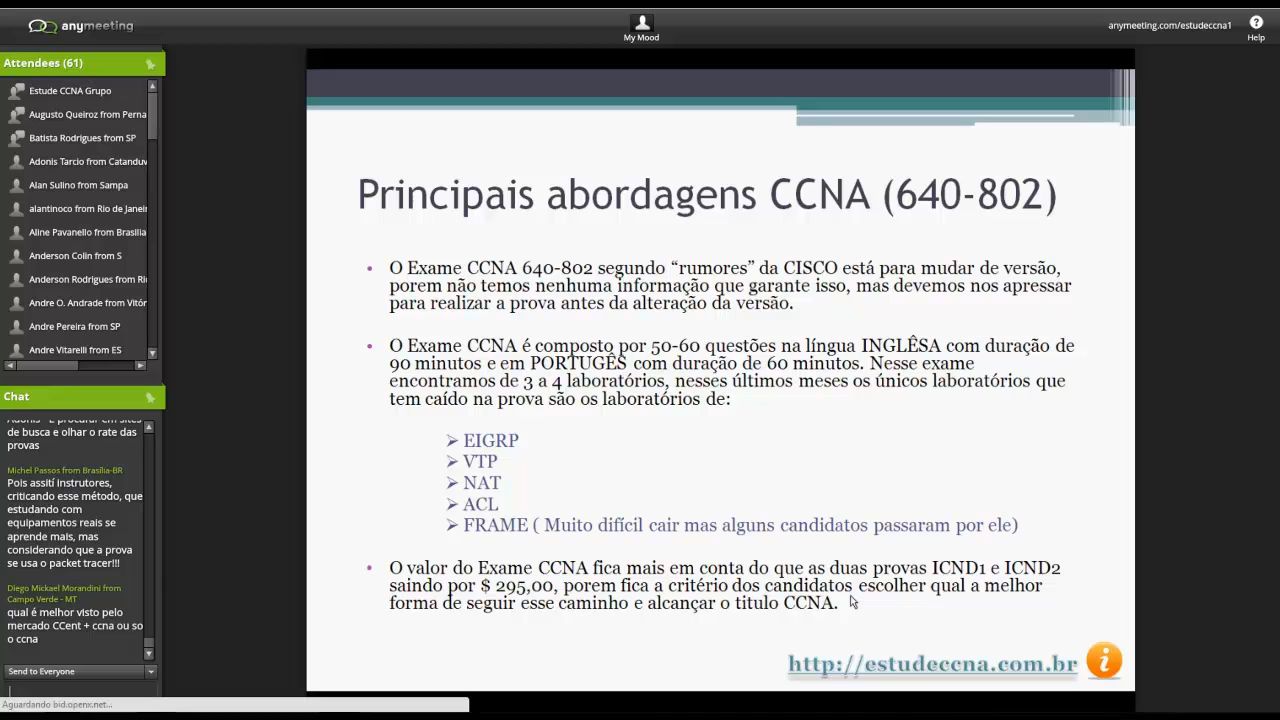 anymeeting
My Mood
anymeeting.com/estudeccna1
Help
Attendees (61)
Estude CCNA Grupo
Augusto Queiroz from Perna
Batista Rodrigues from SP
Adonis Tarcio from Catanduv
Alan Sulino from Sampa
alantinoco from Rio de Janeir
Aline Pavanello from Brasilia
Anderson Colin from S
Anderson Rodrigues from Ri
Andre O. Andrade from Vitór
Andre Pereira from SP
Andre Vitarelli from ES
Chat
Adonis - É procurar em sites
de busca e olhar o rate das
provas
Michel Passos from Brasília-BR
Pois assití instrutores,
criticando esse método, que
estudando com
equipamentos reais se
aprende mais, mas
considerando que a prova
se usa o packet tracer!!!
Diego Mickael Morandini from
Campo Verde - MT
qual é melhor visto pelo
mercado CCent + ccna ou so
o ccna
Send to Everyone
Aguardando bid.openx.net...
Principais abordagens CCNA (640-802)
• O Exame CCNA 640-802 segundo “rumores” da CISCO está para mudar de versão,
porem não temos nenhuma informação que garante isso, mas devemos nos apressar
para realizar a prova antes da alteração da versão.
• O Exame CCNA é composto por 50-60 questões na língua INGLÊSA com duração de
90 minutos e em PORTUGÊS com duração de 60 minutos. Nesse exame
encontramos de 3 a 4 laboratórios, nesses últimos meses os únicos laboratórios que
tem caído na prova são os laboratórios de:
➢ EIGRP
➢ VTP
➢ NAT
➢ ACL
➢ FRAME ( Muito difícil cair mas alguns candidatos passaram por ele)
• O valor do Exame CCNA fica mais em conta do que as duas provas ICND1 e ICND2
saindo por $ 295,00, porem fica a critério dos candidatos escolher qual a melhor
forma de seguir esse caminho e alcançar o titulo CCNA.
http://estudeccna.com.br